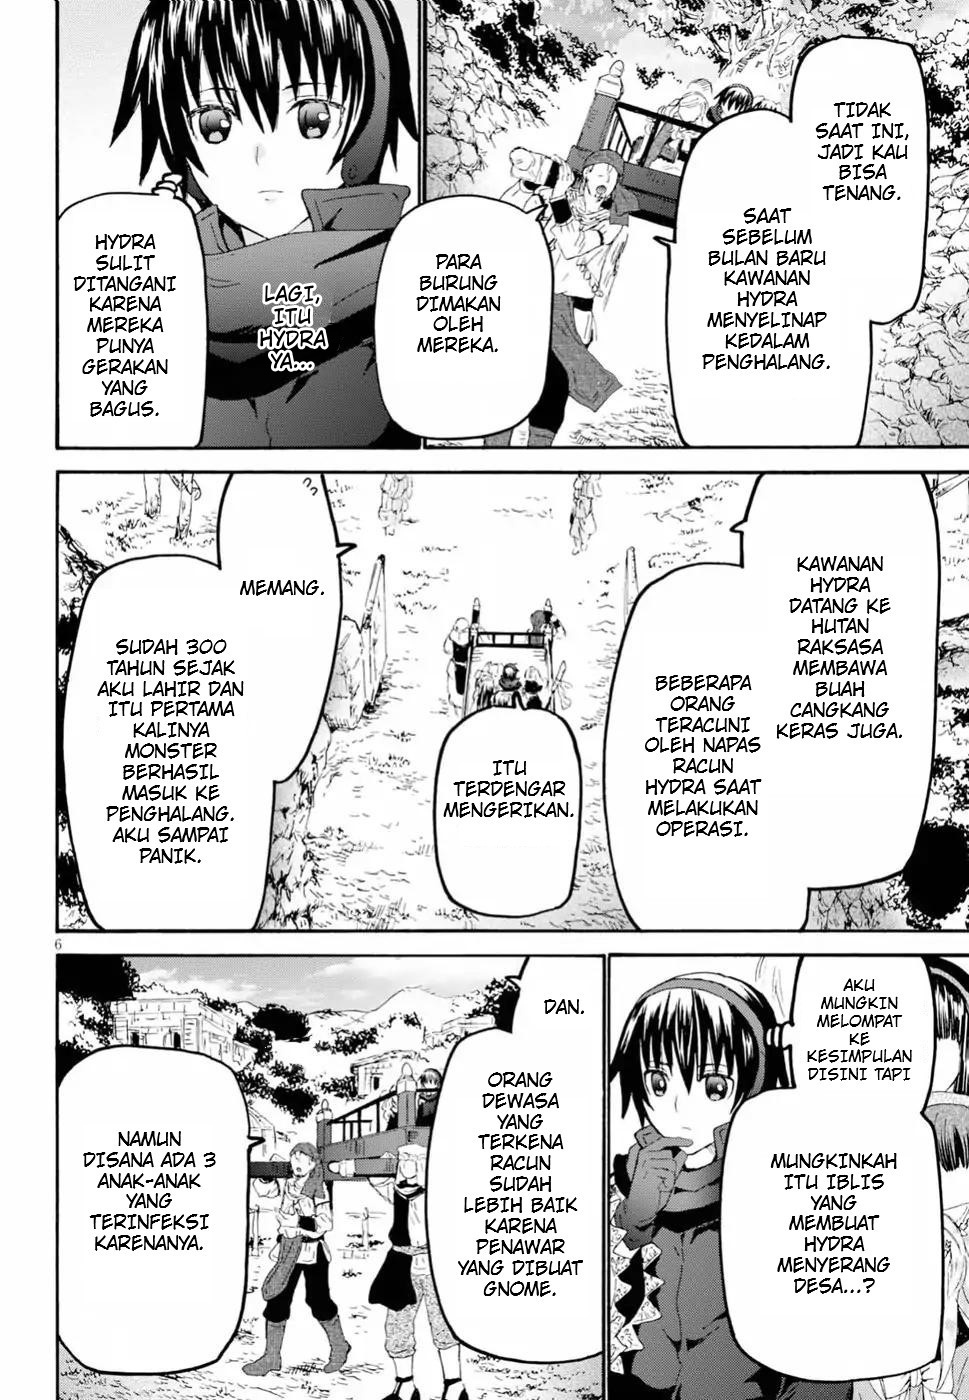 TIDAK
SAAT INI,
JADI KAU
BISA
TENANG.
SAAT
SEBELUM
BULAN BARU
KAWANAN
HYDRA
MENYELINAP
KEDALAM
PENGHALANG.
PARA
BURUNG
DIMAKAN
OLEH
MEREKA.
LAGI,
ITU
HYDRA
YA...
HYDRA
SULIT
DITANGANI
KARENA
MEREKA
PUNYA
GERAKAN
YANG
BAGUS.
KAWANAN
HYDRA
DATANG KE
HUTAN
RAKSASA
MEMBAWA
BUAH
CANGKANG
KERAS JUGA.
BEBERAPA
ORANG
TERACUNI
OLEH NAPAS
RACUN
HYDRA SAAT
MELAKUKAN
OPERASI.
ITU
TERDENGAR
MENGERIKAN.
MEMANG.
SUDAH 300
TAHUN SEJAK
AKU LAHIR DAN
ITU PERTAMA
KALINYA
MONSTER
BERHASIL
MASUK KE
PENGHALANG.
AKU SAMPAI
PANIK.
6
AKU
MUNGKIN
MELOMPAT
KE
KESIMPULAN
DISINI TAPI
MUNGKINKAH
ITU IBLIS
YANG
MEMBUAT
HYDRA
MENYERANG
DESA...?
DAN.
ORANG
DEWASA
YANG
TERKENA
RACUN
SUDAH
LEBIH BAIK
KARENA
PENAWAR
YANG DIBUAT
GNOME.
NAMUN
DISANA ADA 3
ANAK-ANAK
YANG
TERINFEKSI
KARENANYA.